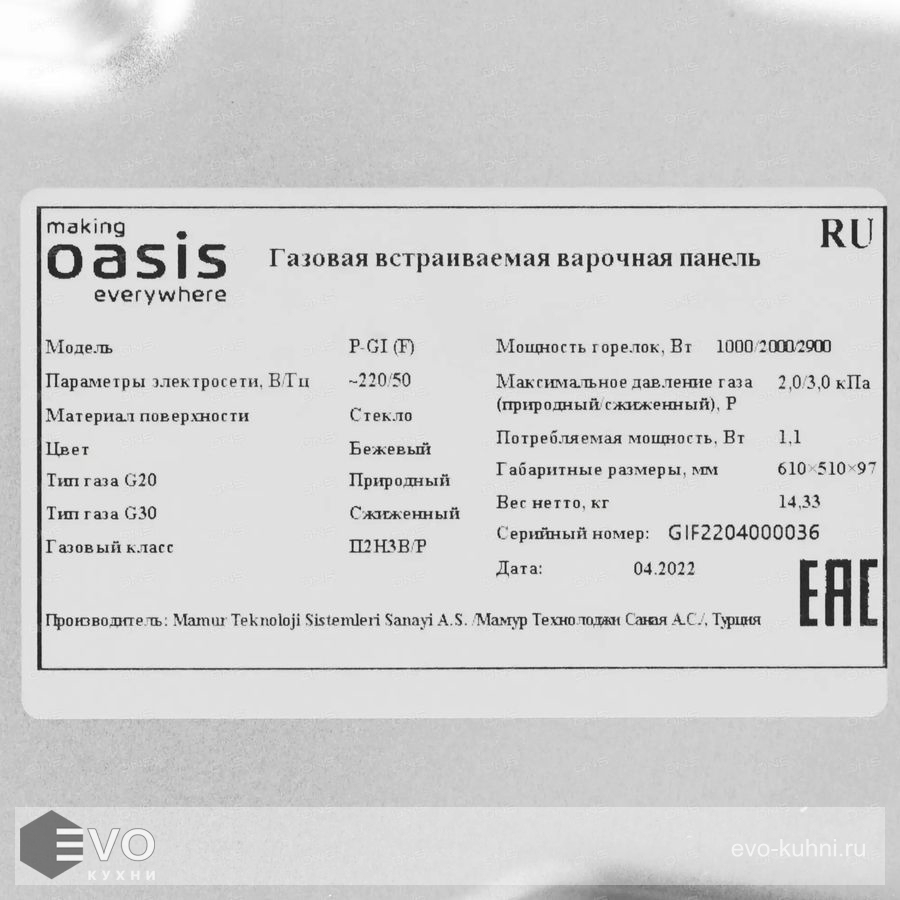 making
oasis
everywhere
Газовая встраиваемая варочная панель
RU
Модель P-GI (F)
Параметры электросети, В/Гц ~220/50
Материал поверхности Стекло
Цвет Бежевый
Тип газа G20 Природный
Тип газа G30 Сжиженный
Газовый класс П2Н3В/Р
Мощность горелок, Вт 1000/2000/2900
Максимальное давление газа 2,0/3,0 кПа
(природный/сжиженный), Р
Потребляемая мощность, Вт 1,1
Габаритные размеры, мм 610×510×97
Вес нетто, кг 14,33
Серийный номер: GIF2204000036
Дата: 04.2022
EAC
Производитель: Mamur Teknoloji Sistemleri Sanayi A.S. /Мамур Технолоджи Саная А.С./, Турция
EVO
КУХНИ
evo-kuhni.ru